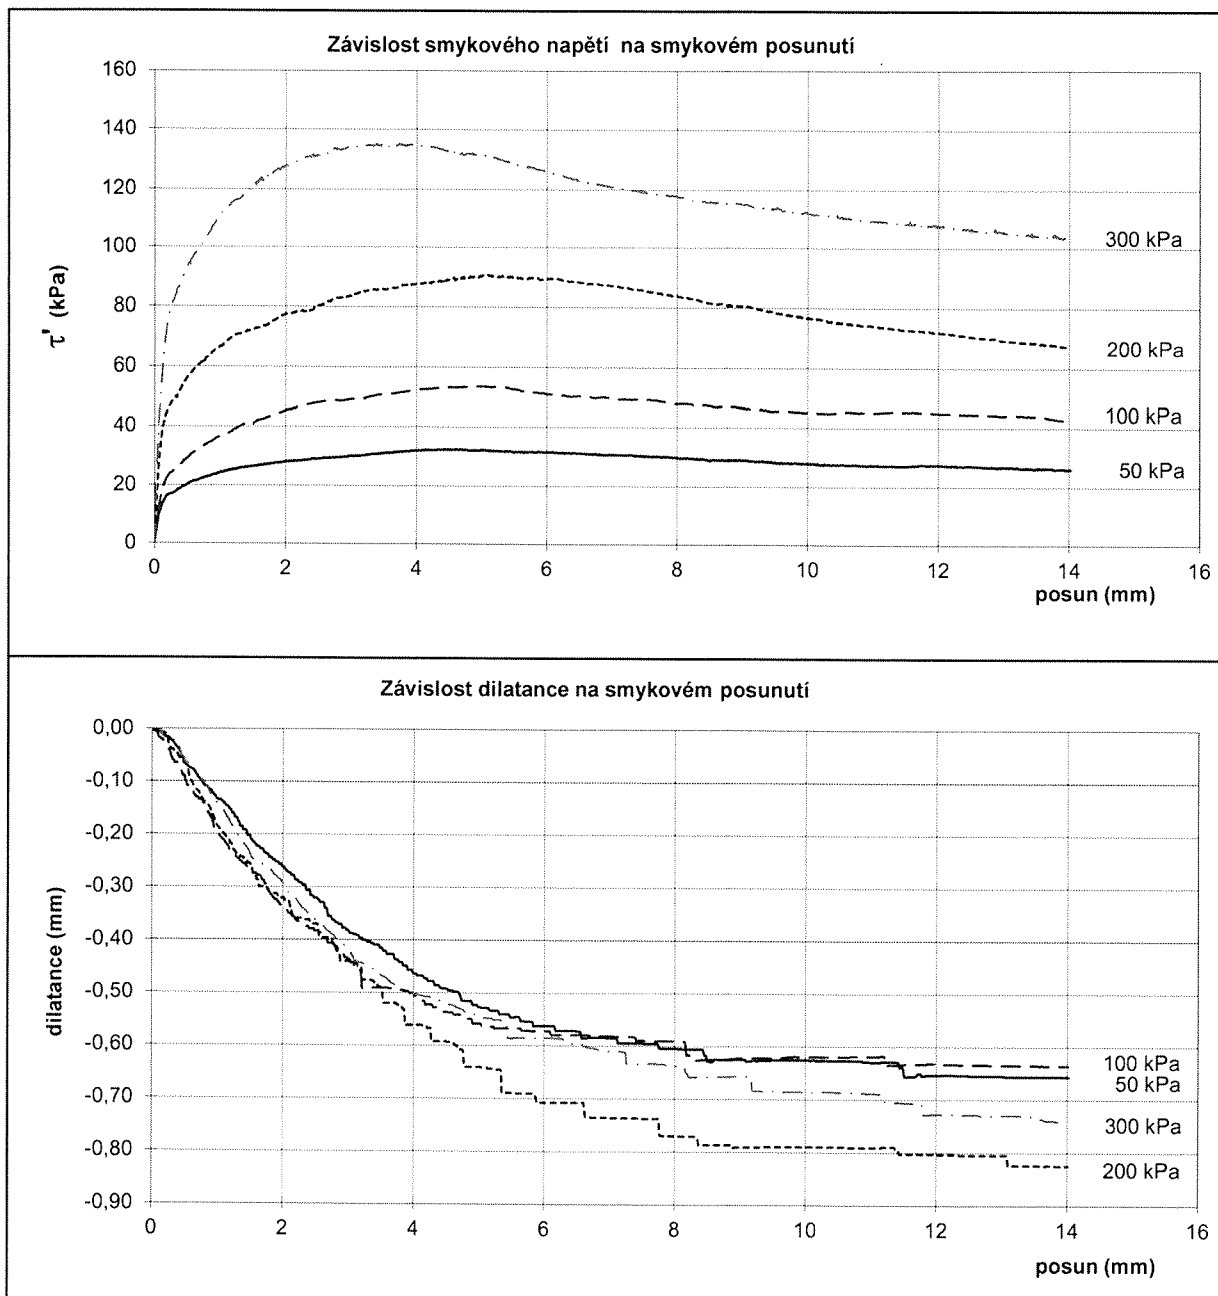 Závislost smykového napětí na smykovém posunutí
160
140
120
100
80
60
40
20
0
τ' (kPa)
300 kPa
200 kPa
100 kPa
50 kPa
0 2 4 6 8 10 12 14 16
posun (mm)
Závislost dilatance na smykovém posunutí
0,00
-0,10
-0,20
-0,30
-0,40
-0,50
-0,60
-0,70
-0,80
-0,90
dilatance (mm)
100 kPa
50 kPa
300 kPa
200 kPa
0 2 4 6 8 10 12 14 16
posun (mm)